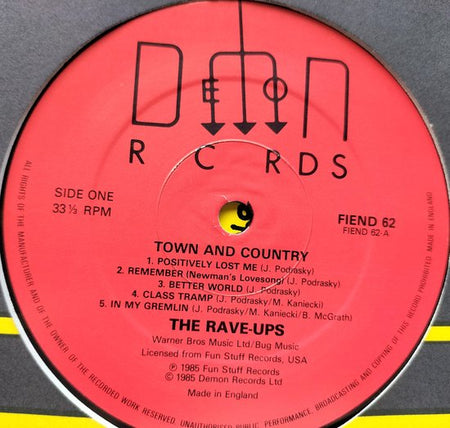 DEMON
RECORDS
SIDE ONE
33⅓ RPM
FIEND 62
FIEND 62-A
TOWN AND COUNTRY
1. POSITIVELY LOST ME (J. Podrasky)
2. REMEMBER (Newman's Lovesong) (J. Podrasky)
3. BETTER WORLD (J. Podrasky)
4. CLASS TRAMP (J. Podrasky/M. Kaniecki)
5. IN MY GREMLIN (J. Podrasky/M. Kaniecki/B. McGrath)
THE RAVE-UPS
Warner Bros Music Ltd/Bug Music
Licensed from Fun Stuff Records, USA
℗ 1985 Fun Stuff Records
© 1985 Demon Records Ltd
Made in England
ALL RIGHTS OF THE MANUFACTURER AND OF THE OWNER OF THE RECORDED WORK RESERVED. UNAUTHORISED PUBLIC PERFORMANCE, BROADCASTING AND COPYING OF THIS RECORD PROHIBITED. MADE IN ENGLAND